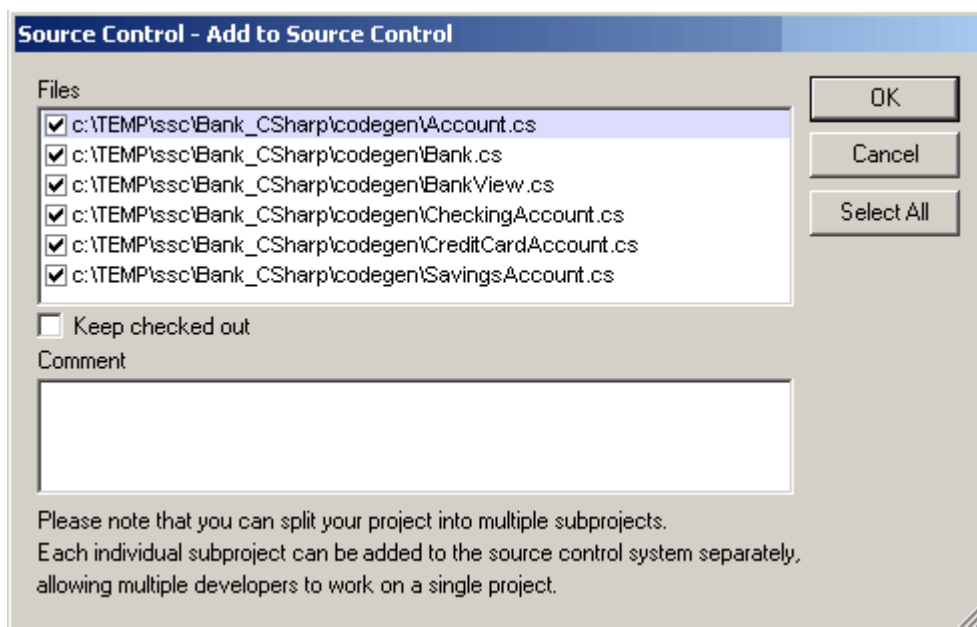 Source Control - Add to Source Control
Files
c:\TEMP\ssc\Bank_CSharp\codegen\Account.cs
c:\TEMP\ssc\Bank_CSharp\codegen\Bank.cs
c:\TEMP\ssc\Bank_CSharp\codegen\BankView.cs
c:\TEMP\ssc\Bank_CSharp\codegen\CheckingAccount.cs
c:\TEMP\ssc\Bank_CSharp\codegen\CreditCardAccount.cs
c:\TEMP\ssc\Bank_CSharp\codegen\SavingsAccount.cs
OK
Cancel
Select All
Keep checked out
Comment
Please note that you can split your project into multiple subprojects.
Each individual subproject can be added to the source control system separately,
allowing multiple developers to work on a single project.